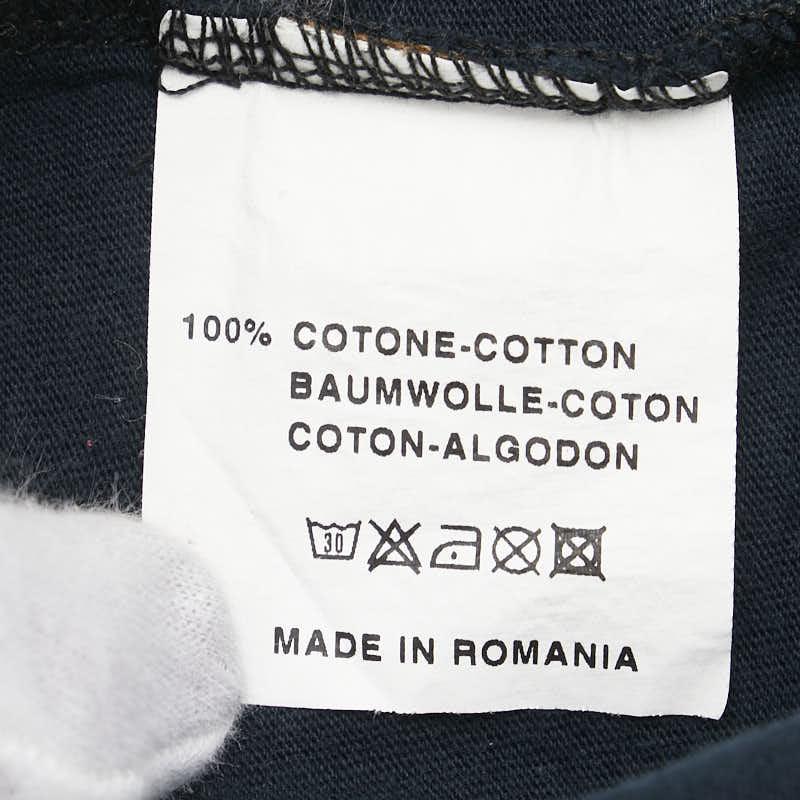 100% COTONE-COTTON
BAUMWOLLE-COTON
COTON-ALGODON
30
MADE IN ROMANIA